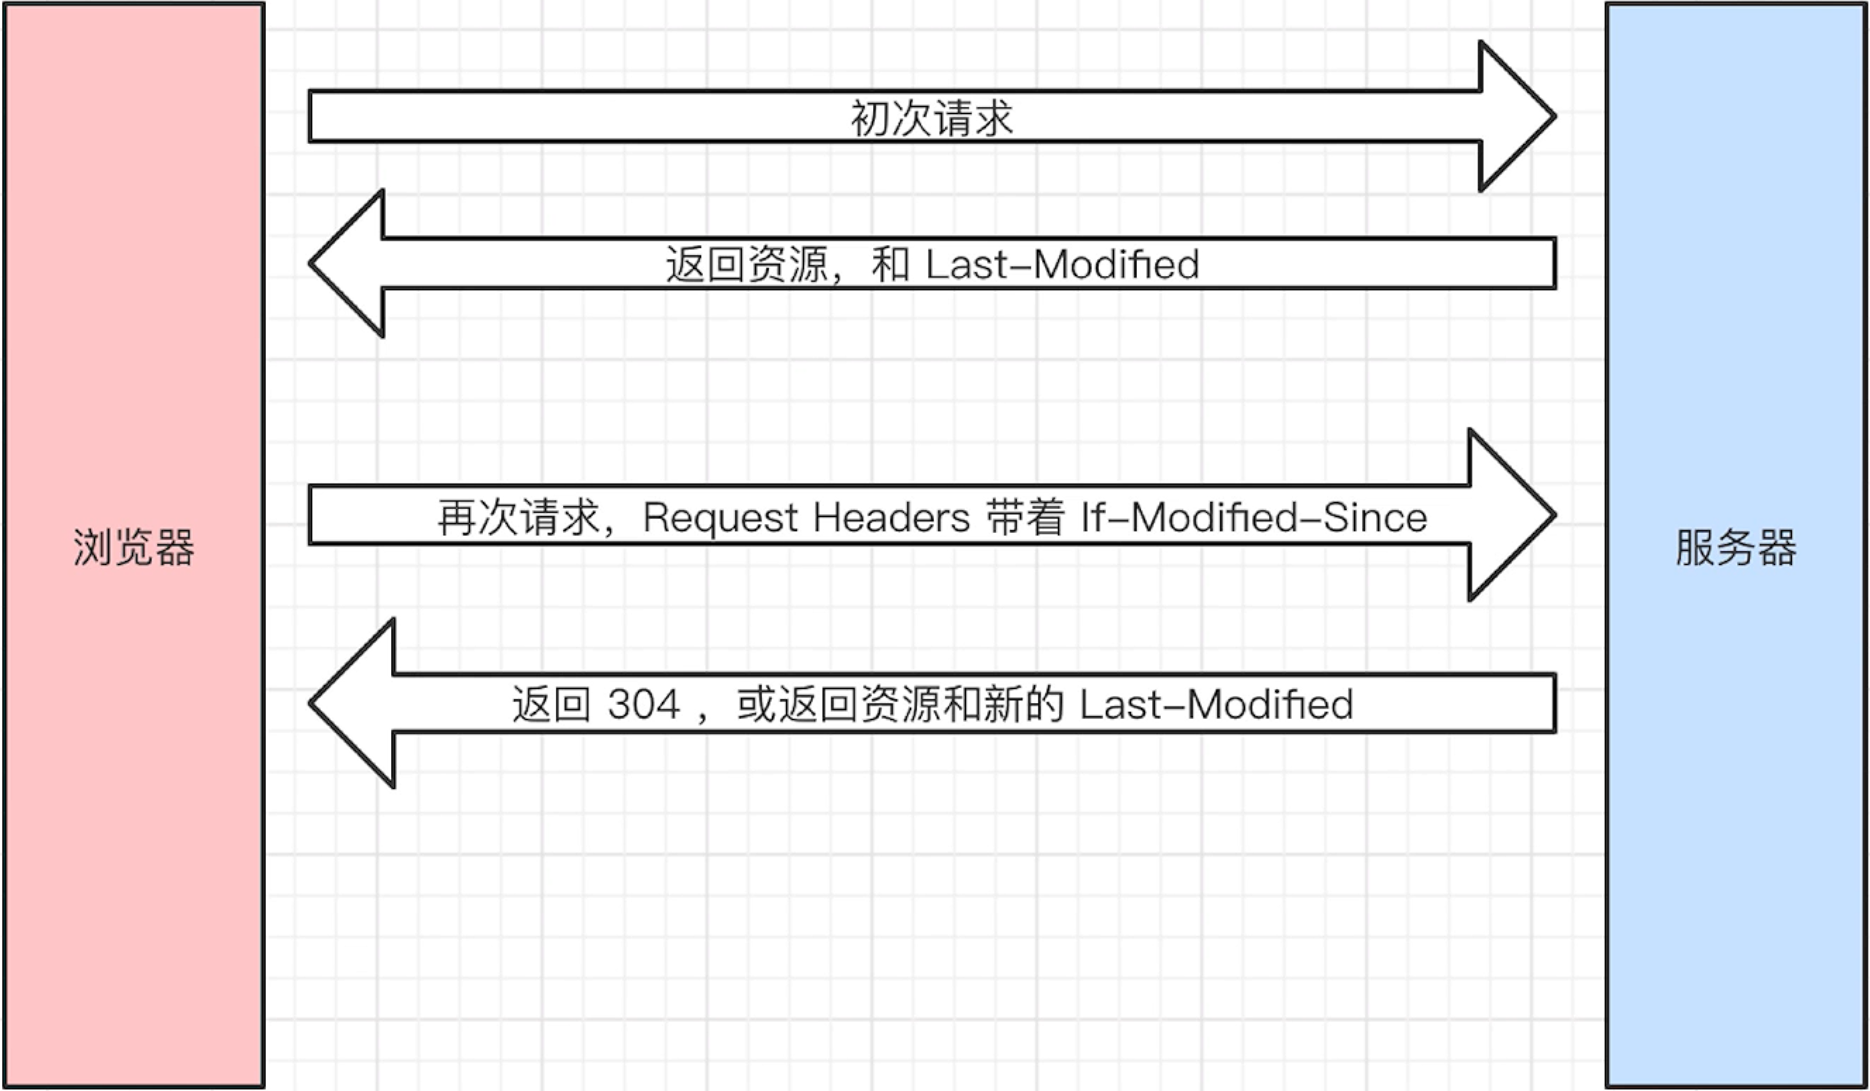 初次请求
返回资源，和 Last-Modified
再次请求，Request Headers 带着 If-Modified-Since
浏览器
服务器
返回 304 ，或返回资源和新的 Last-Modified